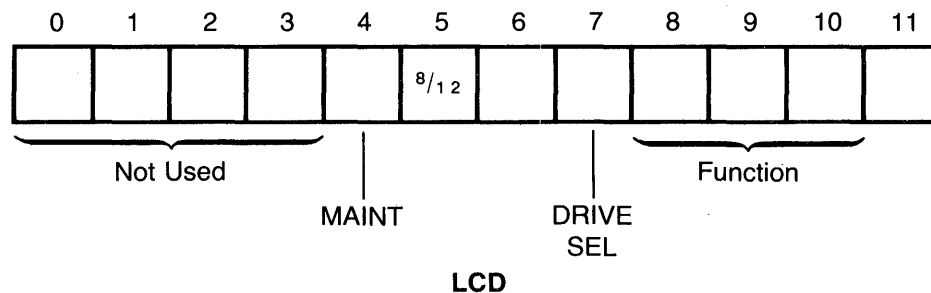 0 1 2 3 4 5 6 7 8 9 10 11
8/12
Not Used Function
MAINT DRIVE
SEL
LCD